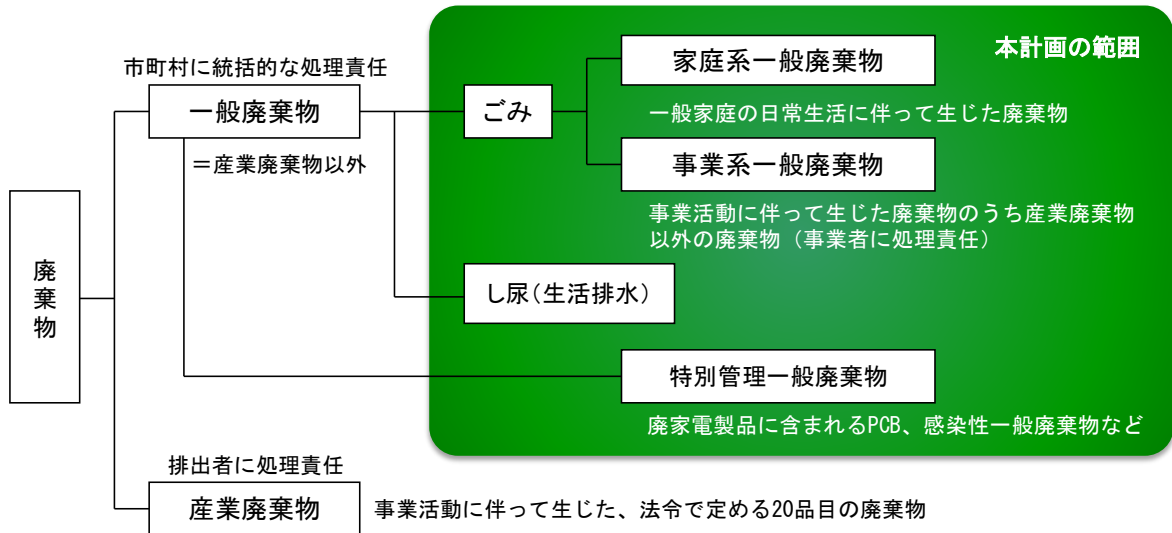 本計画の範囲
市町村に統括的な処理責任
一般廃棄物
＝産業廃棄物以外
ごみ
家庭系一般廃棄物
一般家庭の日常生活に伴って生じた廃棄物
事業系一般廃棄物
事業活動に伴って生じた廃棄物のうち産業廃棄物
以外の廃棄物（事業者に処理責任）
廃棄物
し尿(生活排水)
特別管理一般廃棄物
廃家電製品に含まれるPCB、感染性一般廃棄物など
排出者に処理責任
産業廃棄物
事業活動に伴って生じた、法令で定める20品目の廃棄物